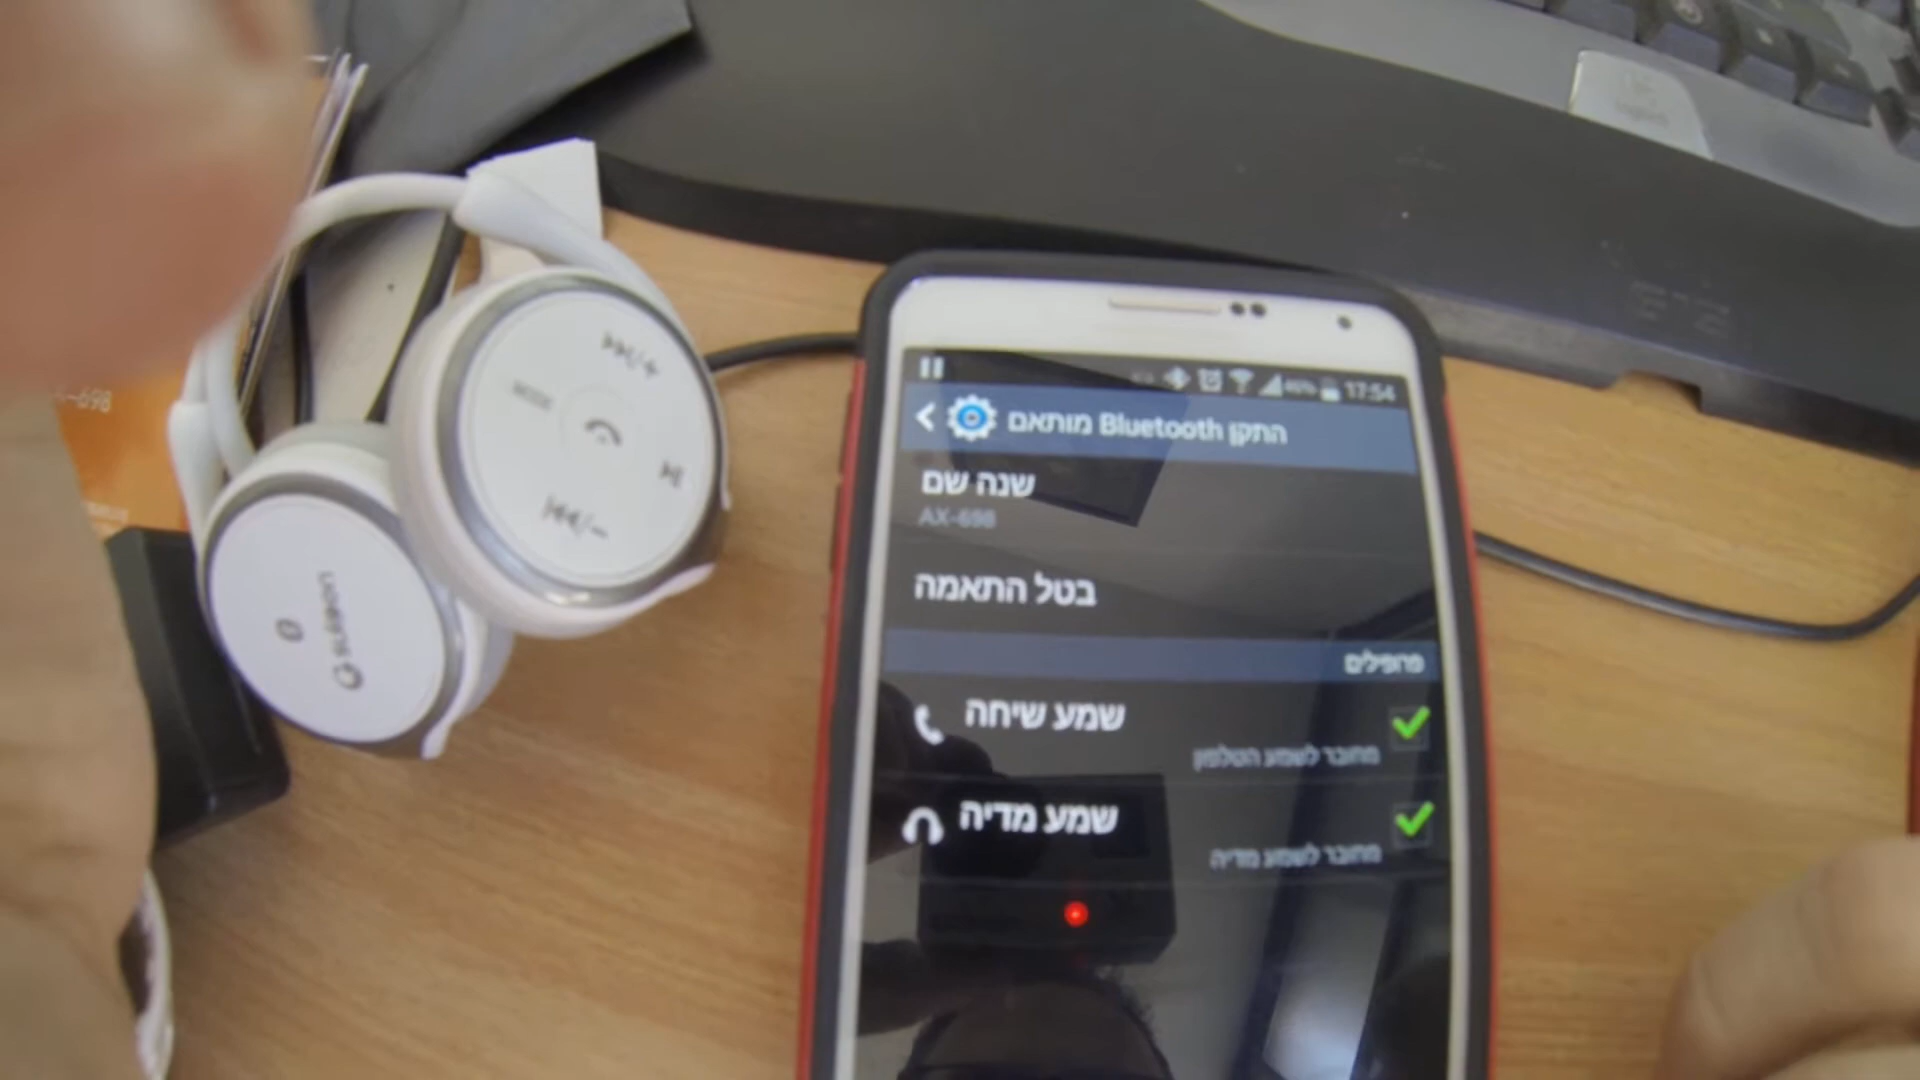 17:54
התקן Bluetooth מותאם
שנה שם
AX-698
בטל התאמה
פרופילים
שמע שיחה
מחובר לשמע הטלפון
שמע מדיה
מחובר לשמע מדיה
MODE